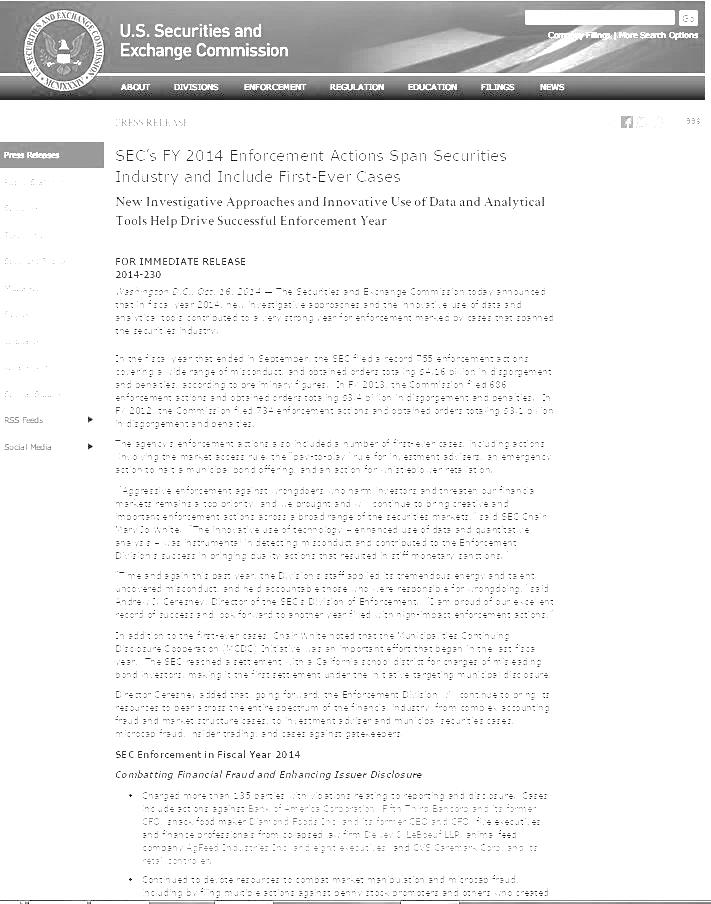 U.S. SECURITIES AND EXCHANGE COMMISSION
MCMXXXIV
U.S. Securities and
Exchange Commission
Go
Company Filings | More Search Options
ABOUT DIVISIONS ENFORCEMENT REGULATION EDUCATION FILINGS NEWS
PRESS RELEASE
Press Releases
RSS Feeds
Social Media
SEC's FY 2014 Enforcement Actions Span Securities
Industry and Include First-Ever Cases
New Investigative Approaches and Innovative Use of Data and Analytical
Tools Help Drive Successful Enforcement Year
FOR IMMEDIATE RELEASE
2014-230
Washington D.C., Oct. 16, 2014 — The Securities and Exchange Commission today announced
that in fiscal year 2014, new investigative approaches and the innovative use of data and
analytical tools contributed to a very strong year for enforcement marked by cases that spanned
the securities industry.
In the fiscal year that ended in September, the SEC filed a record 755 enforcement actions
covering a wide range of misconduct, and obtained orders totaling $4.16 billion in disgorgement
and penalties, according to preliminary figures. In FY 2013, the Commission filed 686
enforcement actions and obtained orders totaling $3.4 billion in disgorgement and penalties. In
FY 2012, the Commission filed 734 enforcement actions and obtained orders totaling $3.1 billion
in disgorgement and penalties.
The agency's enforcement actions also included a number of first-ever cases, including actions
involving the market access rule, the "pay-to-play" rule for investment advisers, an emergency
action to halt a municipal bond offering, and an action for whistleblower retaliation.
"Aggressive enforcement against wrongdoers who harm investors and threaten our financial
markets remains a top priority, and we brought and will continue to bring creative and
important enforcement actions across a broad range of the securities markets," said SEC Chair
Mary Jo White. "The innovative use of technology – enhanced use of data and quantitative
analysis – was instrumental in detecting misconduct and contributed to the Enforcement
Division's success in bringing quality actions that resulted in stiff monetary sanctions."
"Time and again this past year, the Division's staff applied its tremendous energy and talent,
uncovered misconduct, and held accountable those who were responsible for wrongdoing," said
Andrew J. Ceresney, Director of the SEC's Division of Enforcement. "I am proud of our excellent
record of success and look forward to another year filled with high-impact enforcement actions."
In addition to the first-ever cases, Chair White noted that the Municipalities Continuing
Disclosure Cooperation (MCDC) Initiative was an important effort that began in the last fiscal
year. The SEC reached a settlement with a California school district for charges of misleading
bond investors, making it the first settlement under the initiative targeting municipal disclosure.
Director Ceresney added that, going forward, the Enforcement Division will continue to bring its
resources to bear across the entire spectrum of the financial industry, from complex accounting
fraud and market structure cases, to investment adviser and municipal securities cases,
microcap fraud, insider trading, and cases against gatekeepers.
SEC Enforcement in Fiscal Year 2014
Combatting Financial Fraud and Enhancing Issuer Disclosure
• Charged more than 135 parties with violations relating to reporting and disclosure. Cases
include actions against Bank of America Corporation, Fifth Third Bancorp and its former
CFO, snack food maker Diamond Foods Inc. and its former CEO and CFO, five executives
and finance professionals from collapsed law firm Dewey & LeBoeuf LLP, animal feed
company AgFeed Industries Inc. and eight executives, and CVS Caremark Corp. and its
retail controller.
• Continued to devote resources to combat market manipulation and microcap fraud,
including by filing multiple actions against penny stock promoters and others who created